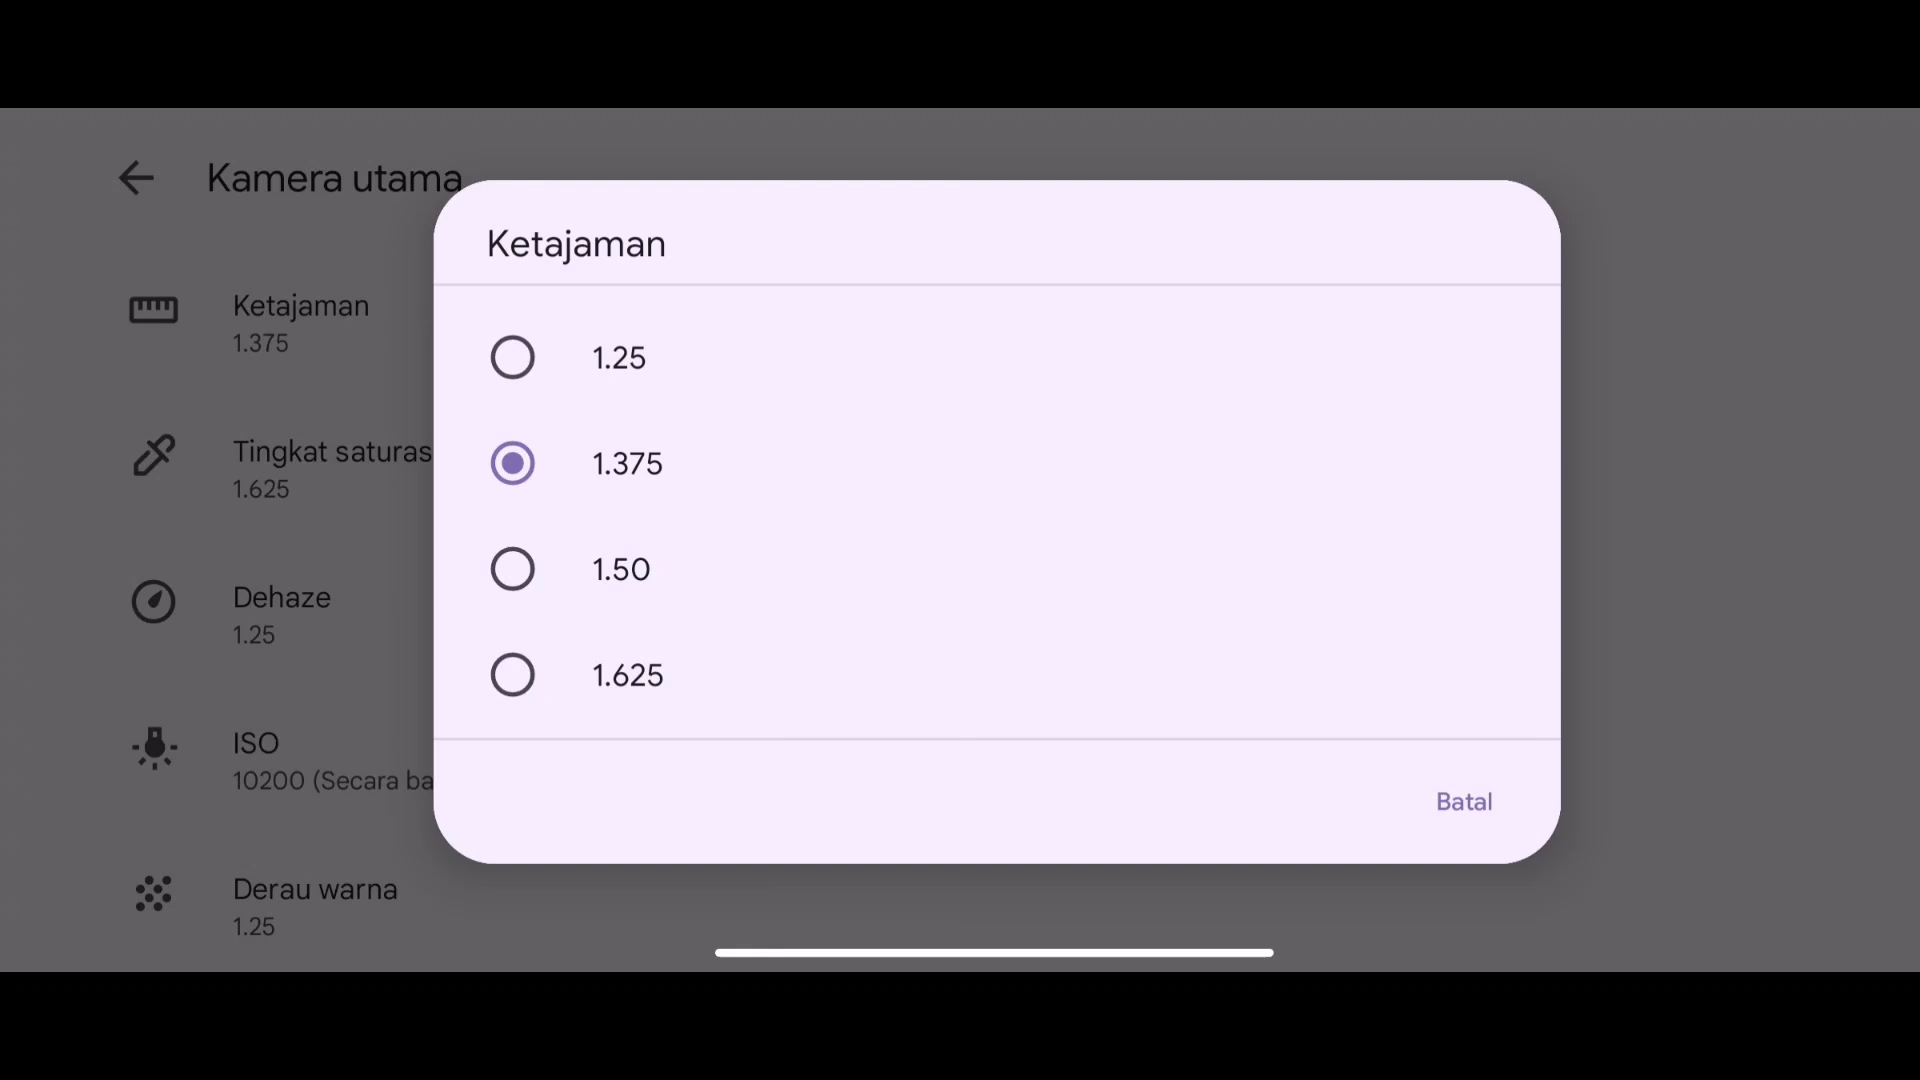 Kamera utama
Ketajaman
1.375
Tingkat saturas
1.625
Dehaze
1.25
ISO
10200 (Secara ba
Derau warna
1.25
Ketajaman
1.25
1.375
1.50
1.625
Batal